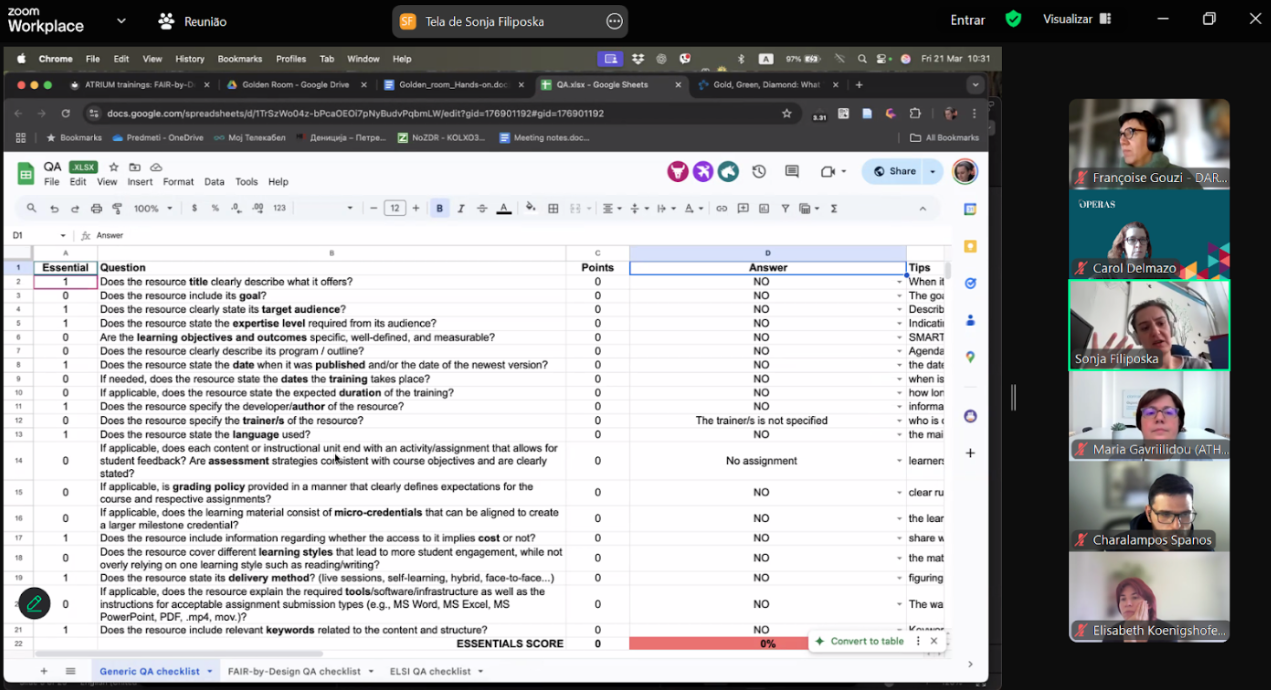 zoom
Workplace
Reunião
SF Tela de Sonja Filiposka
Entrar
Visualizar
Chrome File Edit View History Bookmarks Profiles Tab Window Help
A 97% Fri 21 Mar 10:31
ATRIUM trainings: FAIR-by-D
Golden Room - Google Drive
Golden_room_Hands-on.doc
QA.xlsx - Google Sheets
Gold, Green, Diamond: What
docs.google.com/spreadsheets/d/1TrSzWo04z-bPcaOEOi7pNyBudvPqbmLW/edit?gid=176901192#gid=176901192
3.31
Bookmarks
Predmeti - OneDrive
Мој Телекабел
Дениција – Петре...
NoZDR - KOLXO3...
Meeting notes.doc...
All Bookmarks
QA .XLSX
File Edit View Insert Format Data Tools Help
Share
100% $ % .0 .00 123 12 B I A
D1 fx Answer
A B C D
1 Essential Question Points Answer Tips
2 1 Does the resource title clearly describe what it offers? 0 NO When it
3 0 Does the resource include its goal? 0 NO The goa
4 1 Does the resource clearly state its target audience? 0 NO Describ
5 1 Does the resource state the expertise level required from its audience? 0 NO Indicati
6 0 Are the learning objectives and outcomes specific, well-defined, and measurable? 0 NO SMART
7 0 Does the resource clearly describe its program / outline? 0 NO Agenda
8 1 Does the resource state the date when it was published and/or the date of the newest version? 0 NO the date
9 0 If needed, does the resource state the dates the training takes place? 0 NO when is
10 0 If applicable, does the resource state the expected duration of the training? 0 NO how lon
11 1 Does the resource specify the developer/author of the resource? 0 NO informa
12 0 Does the resource specify the trainer/s of the resource? 0 The trainer/s is not specified who is c
13 1 Does the resource state the language used? 0 NO the mai
If applicable, does each content or instructional unit end with an activity/assignment that allows for
14 0 student feedback? Are assessment strategies consistent with course objectives and are clearly 0 No assignment learners
stated?
15 0 If applicable, is grading policy provided in a manner that clearly defines expectations for the 0 NO clear ru
course and respective assignments?
16 0 If applicable, does the learning material consist of micro-credentials that can be aligned to create 0 NO the lear
a larger milestone credential?
17 1 Does the resource include information regarding whether the access to it implies cost or not? 0 NO share w
18 0 Does the resource cover different learning styles that lead to more student engagement, while not 0 NO the mat
overly relying on one learning style such as reading/writing?
19 1 Does the resource state its delivery method? (live sessions, self-learning, hybrid, face-to-face...) 0 NO figuring
If applicable, does the resource explain the required tools/software/infrastructure as well as the
0 instructions for acceptable assignment submission types (e.g., MS Word, MS Excel, MS 0 NO The wa
PowerPoint, PDF, .mp4, mov.)?
21 1 Does the resource include relevant keywords related to the content and structure? 0 NO
22 ESSENTIALS SCORE 0 0%
Convert to table
Generic QA checklist
FAIR-by-Design QA checklist
ELSI QA checklist
Françoise Gouzi - DAR...
OPERAS
Carol Delmazo
Sonja Filiposka
Maria Gavriilidou (ATH...
Charalampos Spanos
Elisabeth Koenigshofe...